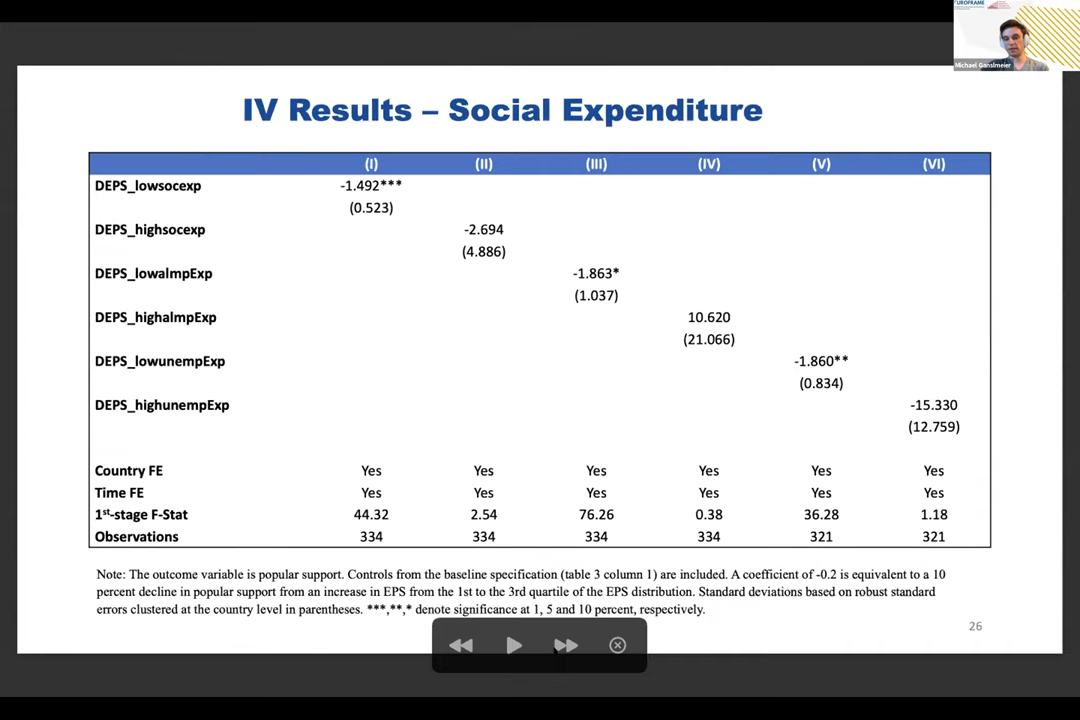 EUROFRAME
Michael Ganslmeier
IV Results – Social Expenditure
(I) (II) (III) (IV) (V) (VI)
DEPS_lowsocexp -1.492***
(0.523)
DEPS_highsocexp -2.694
(4.886)
DEPS_lowalmpExp -1.863*
(1.037)
DEPS_highalmpExp 10.620
(21.066)
DEPS_lowunempExp -1.860**
(0.834)
DEPS_highunempExp -15.330
(12.759)
Country FE Yes Yes Yes Yes Yes Yes
Time FE Yes Yes Yes Yes Yes Yes
1st-stage F-Stat 44.32 2.54 76.26 0.38 36.28 1.18
Observations 334 334 334 334 321 321
Note: The outcome variable is popular support. Controls from the baseline specification (table 3 column 1) are included. A coefficient of -0.2 is equivalent to a 10
percent decline in popular support from an increase in EPS from the 1st to the 3rd quartile of the EPS distribution. Standard deviations based on robust standard
errors clustered at the country level in parentheses. ***,**,* denote significance at 1, 5 and 10 percent, respectively.
26